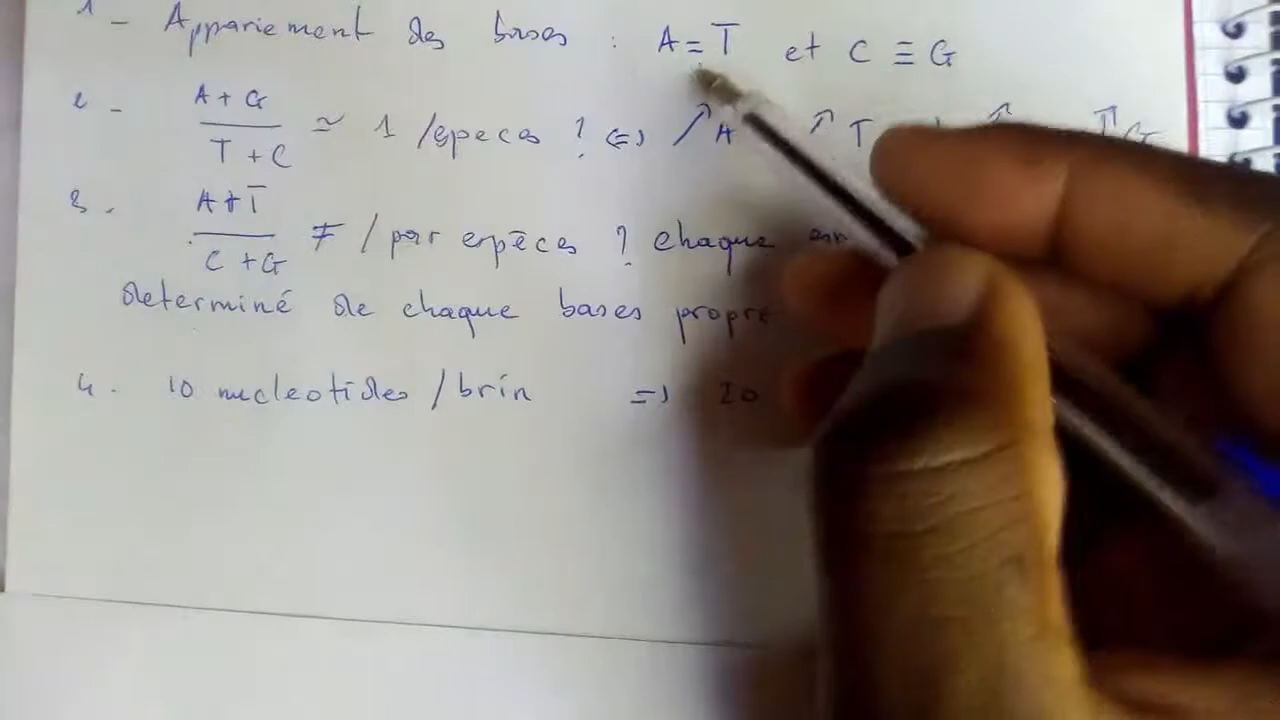 1 - Appariement des bases : A = T et C ≡ G
2 - A + G / T + C ≃ 1 /especes ? <=> ↗ A ↗ T ↗ ↗ G
3. A + T / C + G ≠ / par espèces ? chaque
determiné de chaque bases propre
4. 10 nucleotides / brin => 20